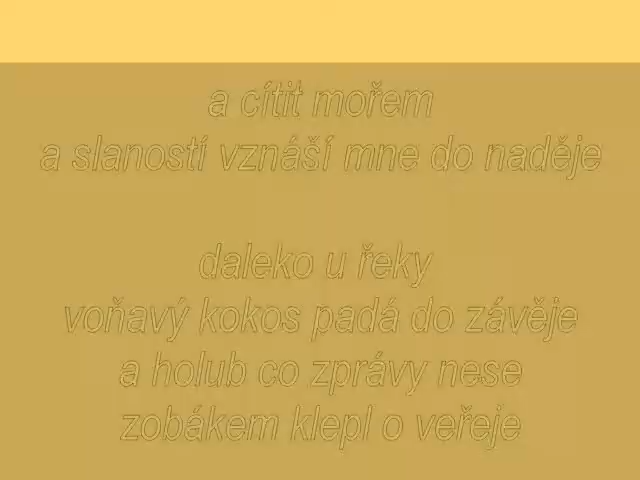 a cítit mořem
a slaností vznáší mne do naděje
daleko u řeky
voňavý kokos padá do závěje
a holub co zprávy nese
zobákem klepl o veřeje